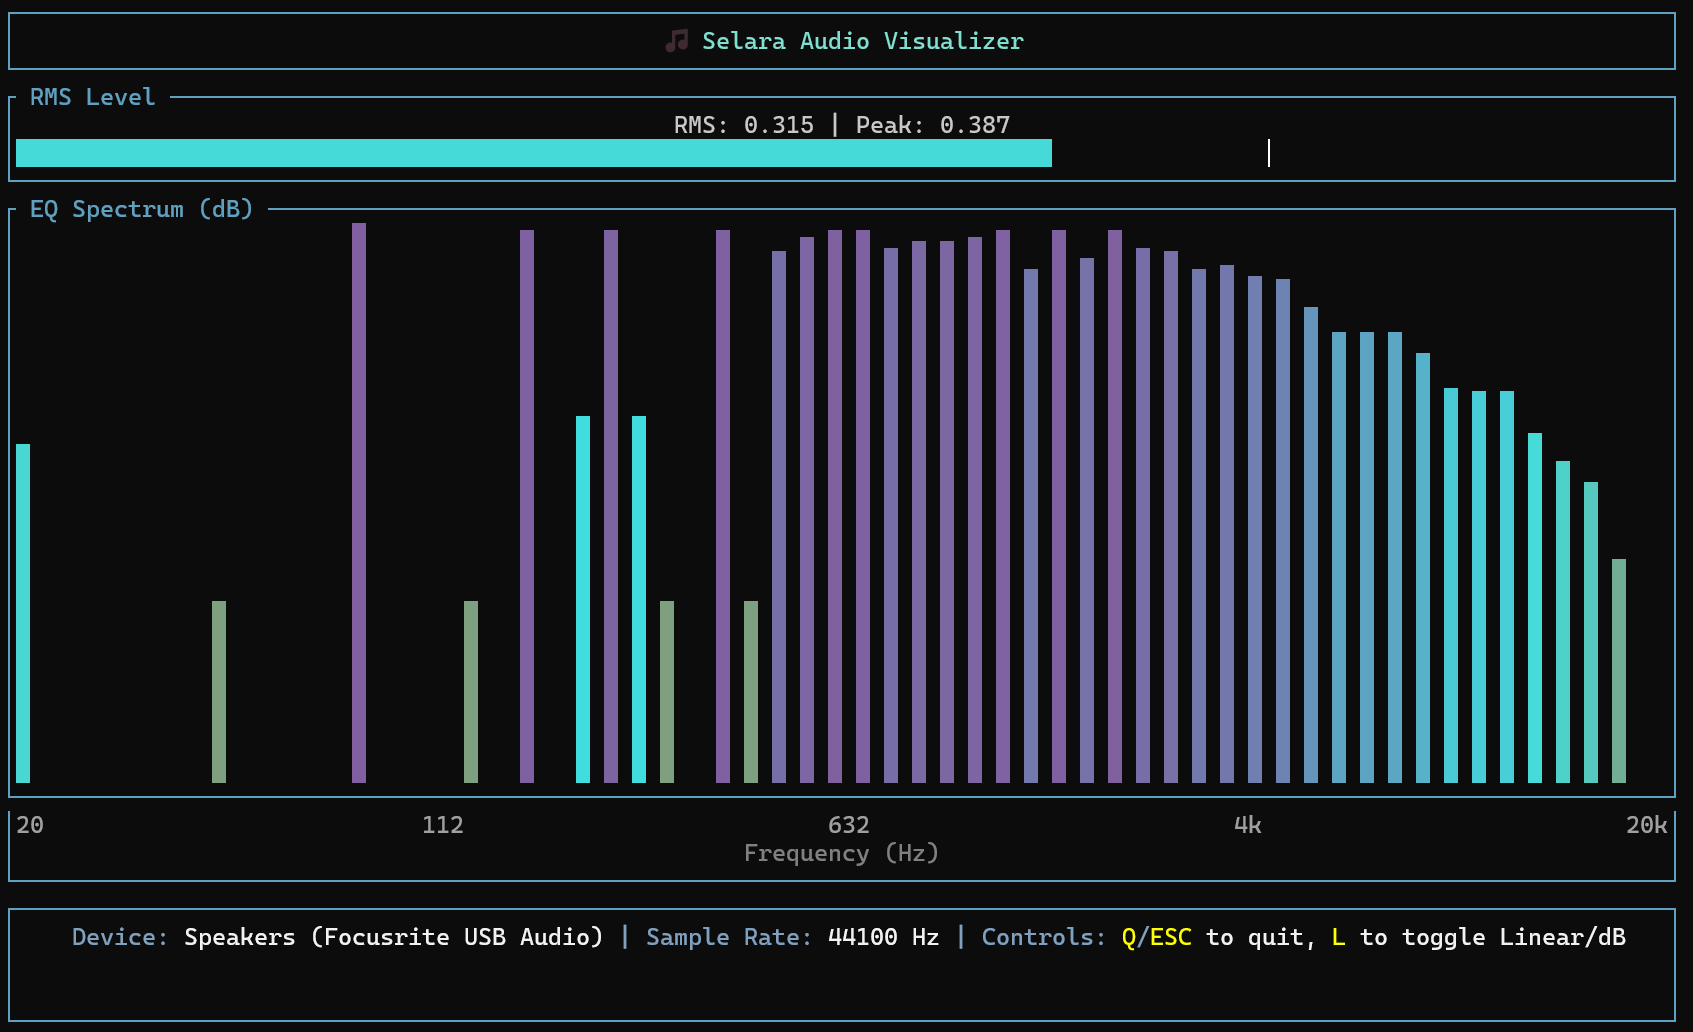 🎵 Selara Audio Visualizer
RMS Level
RMS: 0.315 | Peak: 0.387
EQ Spectrum (dB)
20 112 632 4k 20k
Frequency (Hz)
Device: Speakers (Focusrite USB Audio) | Sample Rate: 44100 Hz | Controls: Q/ESC to quit, L to toggle Linear/dB